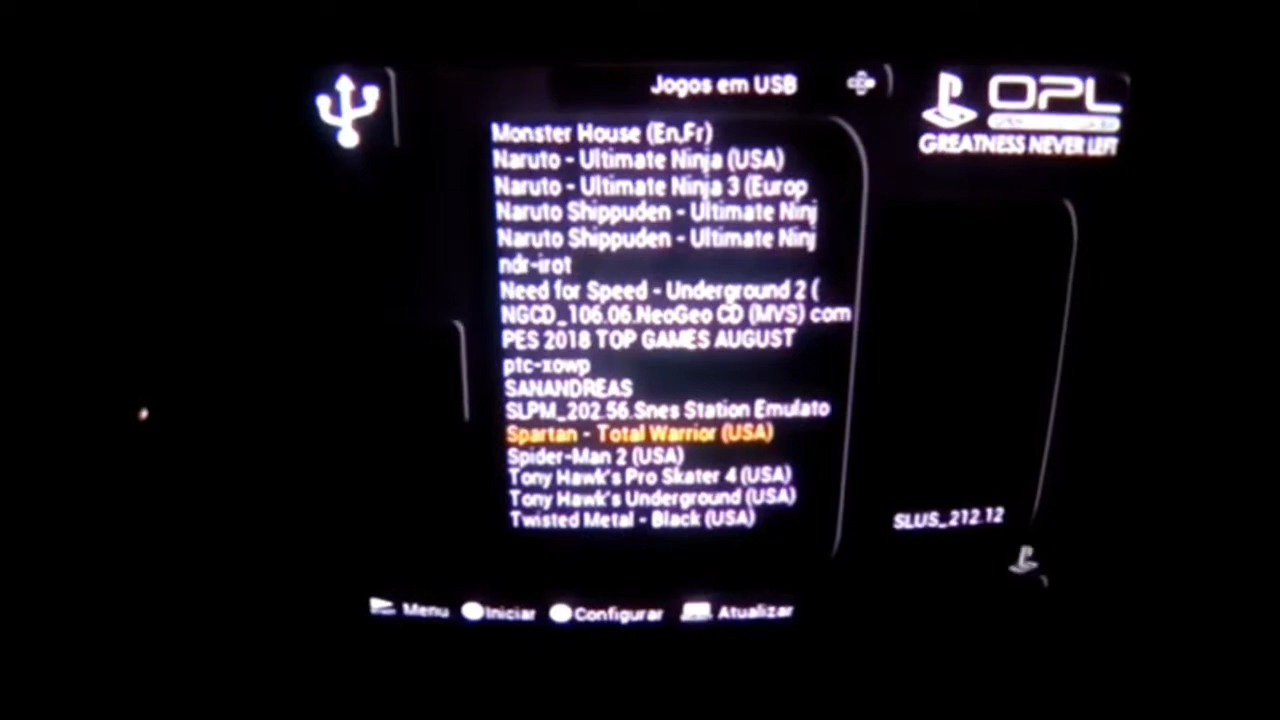 Jogos em USB
OPL
GREATNESS NEVER LEFT
Monster House (En,Fr)
Naruto - Ultimate Ninja (USA)
Naruto - Ultimate Ninja 3 (Europ
Naruto Shippuden - Ultimate Ninj
Naruto Shippuden - Ultimate Ninj
ndr-irot
Need for Speed - Underground 2 (
NGCD_106.06.NeoGeo CD (MVS) com
PES 2018 TOP GAMES AUGUST
ptc-xowp
SANANDREAS
SLPM_202.56.Snes Station Emulato
Spartan - Total Warrior (USA)
Spider-Man 2 (USA)
Tony Hawk's Pro Skater 4 (USA)
Tony Hawk's Underground (USA)
Twisted Metal - Black (USA)
SLUS_212.12
Menu Iniciar Configurar Atualizar